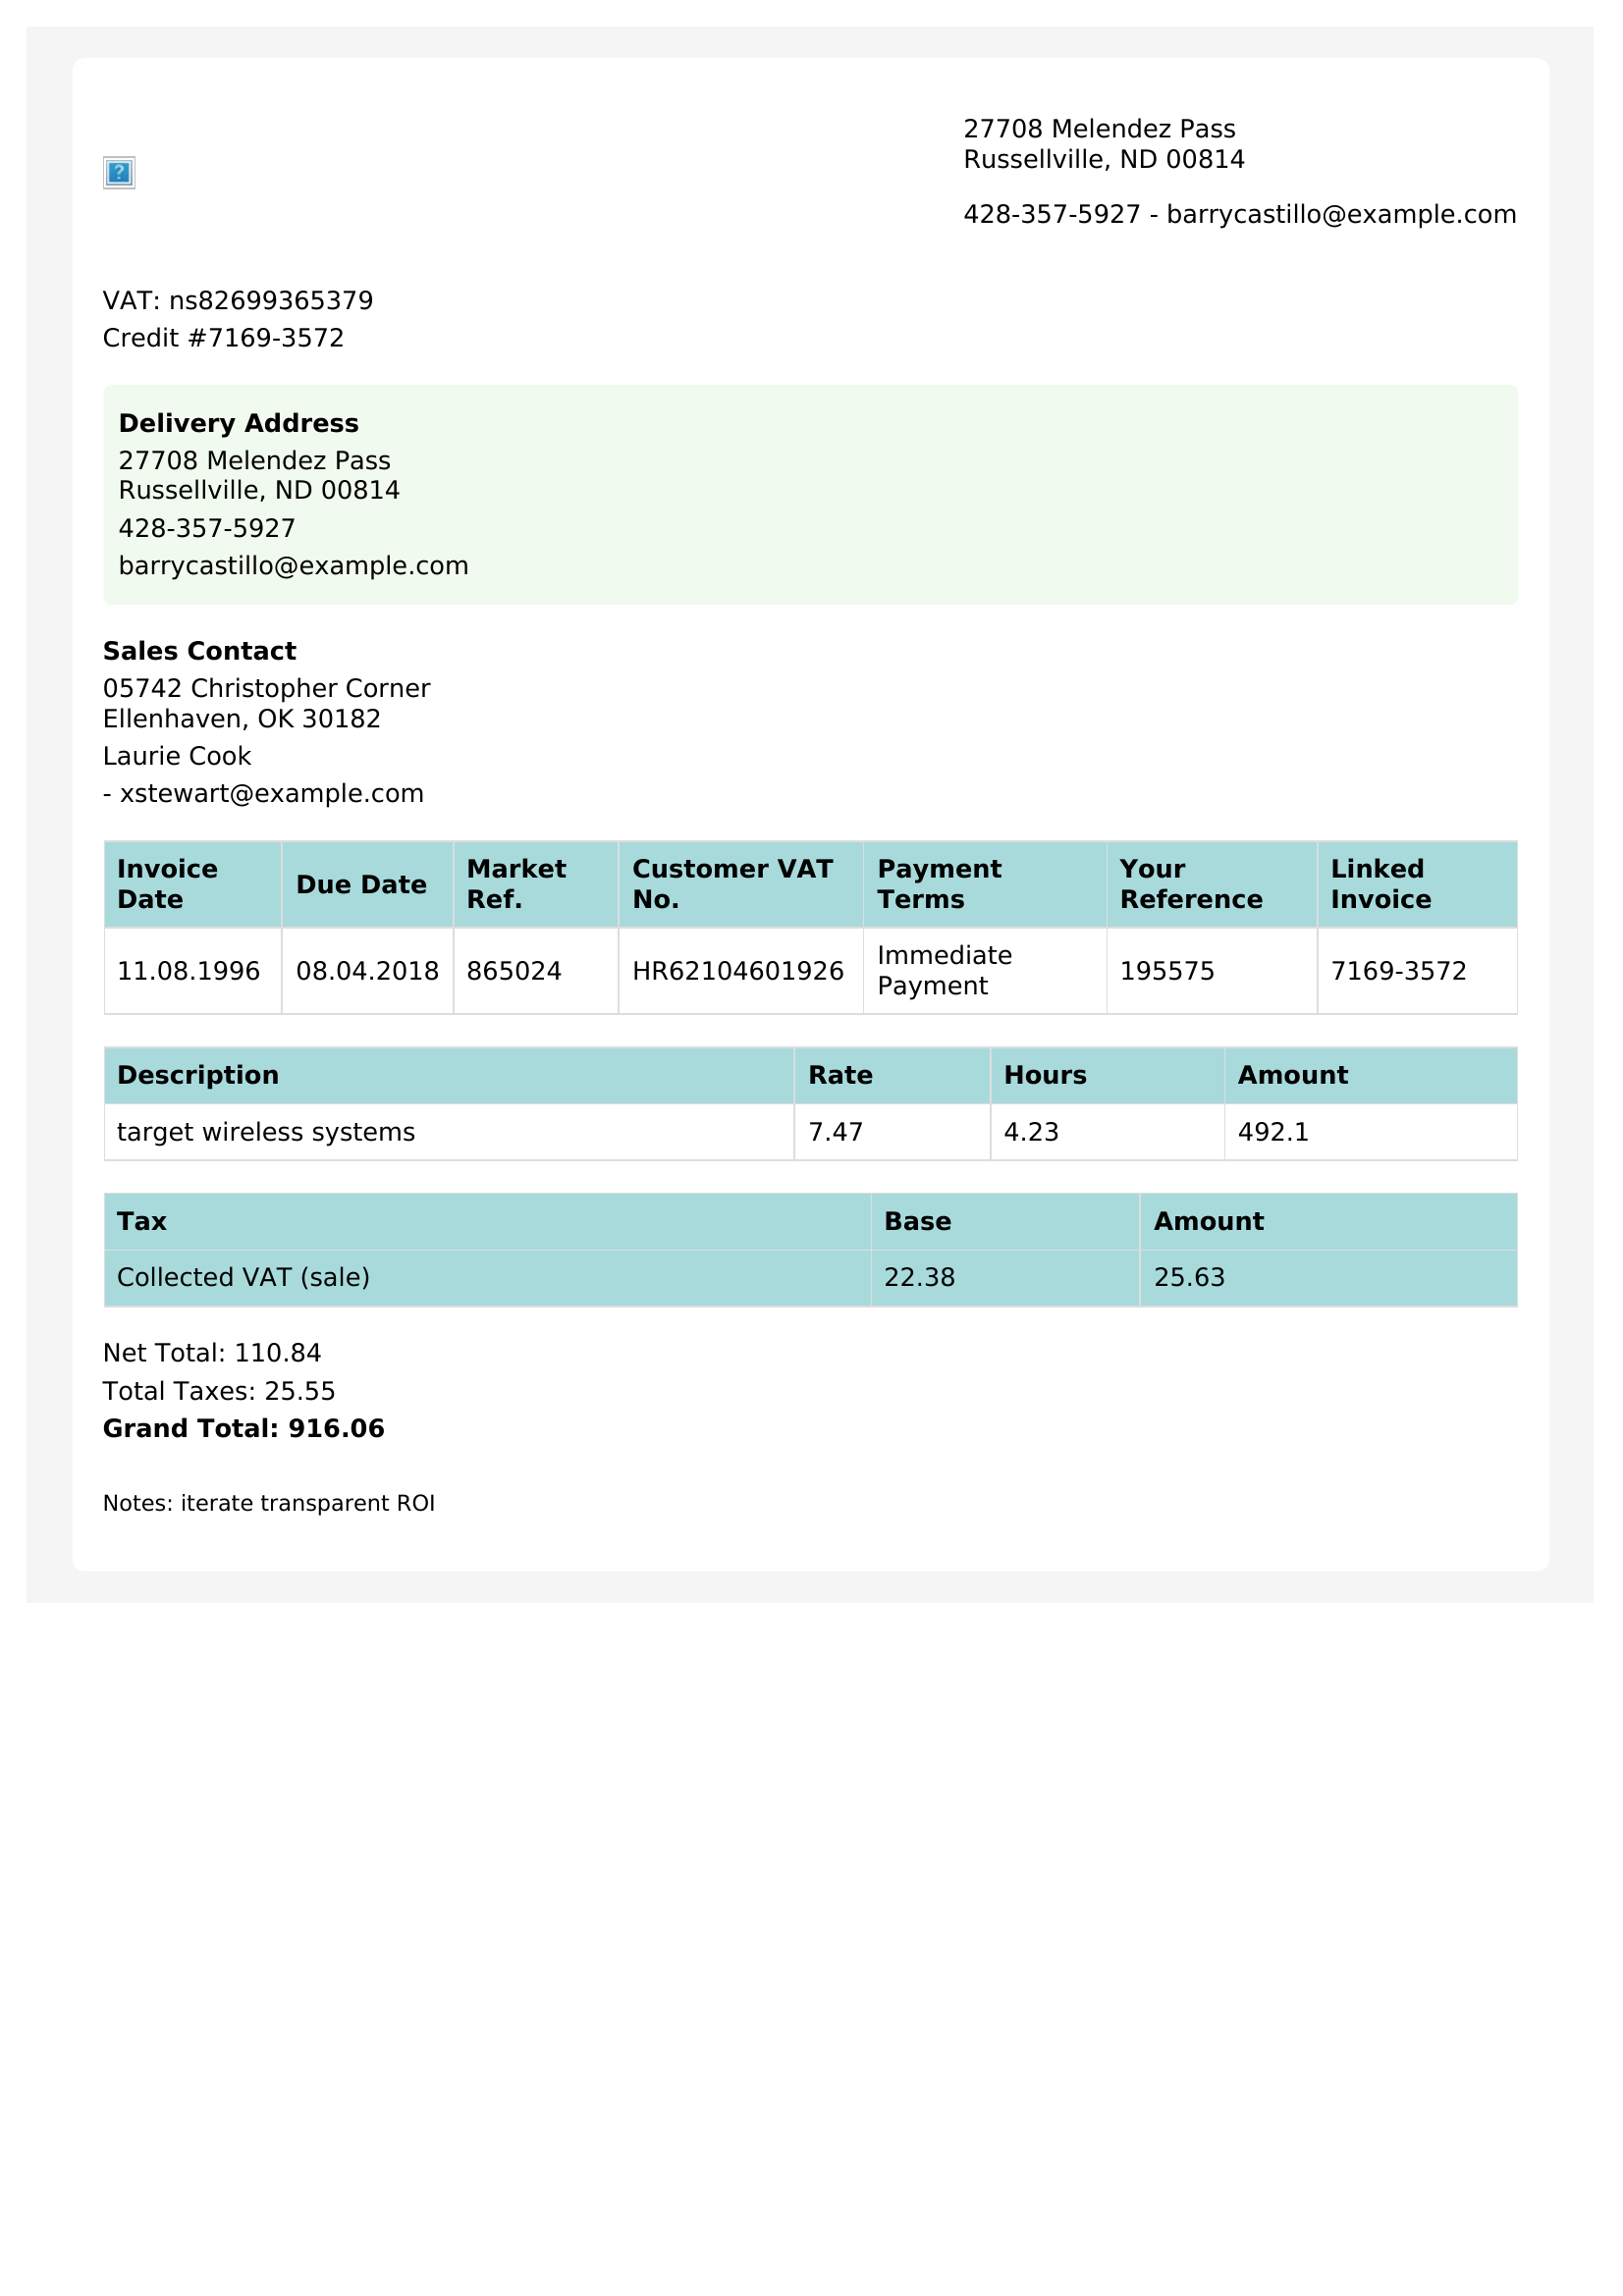 27708 Melendez Pass
Russellville, ND 00814
428-357-5927 - barrycastillo@example.com
VAT: ns82699365379
Credit #7169-3572
Delivery Address
27708 Melendez Pass
Russellville, ND 00814
428-357-5927
barrycastillo@example.com
Sales Contact
05742 Christopher Corner
Ellenhaven, OK 30182
Laurie Cook
- xstewart@example.com
Invoice Date Due Date Market Ref. Customer VAT No. Payment Terms Your Reference Linked Invoice
11.08.1996 08.04.2018 865024 HR62104601926 Immediate Payment 195575 7169-3572
Description Rate Hours Amount
target wireless systems 7.47 4.23 492.1
Tax Base Amount
Collected VAT (sale) 22.38 25.63
Net Total: 110.84
Total Taxes: 25.55
Grand Total: 916.06
Notes: iterate transparent ROI